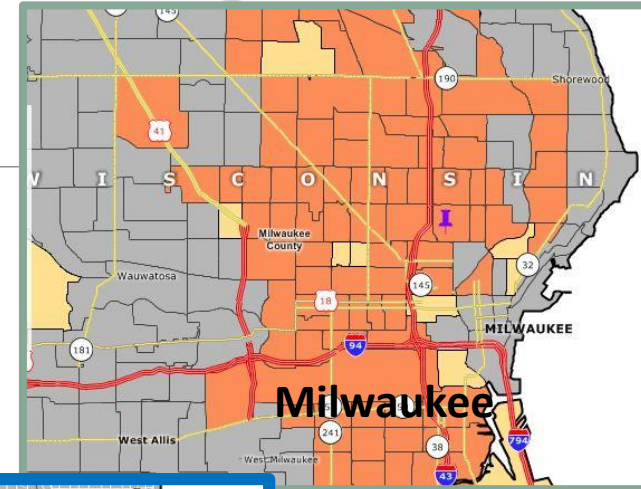 145
190
Shorewood
41
W I S C O N S I N
Milwaukee
County
32
Wauwatosa
145
18
MILWAUKEE
181
94
Milwaukee
West Allis
241
38
794
West Milwaukee
43